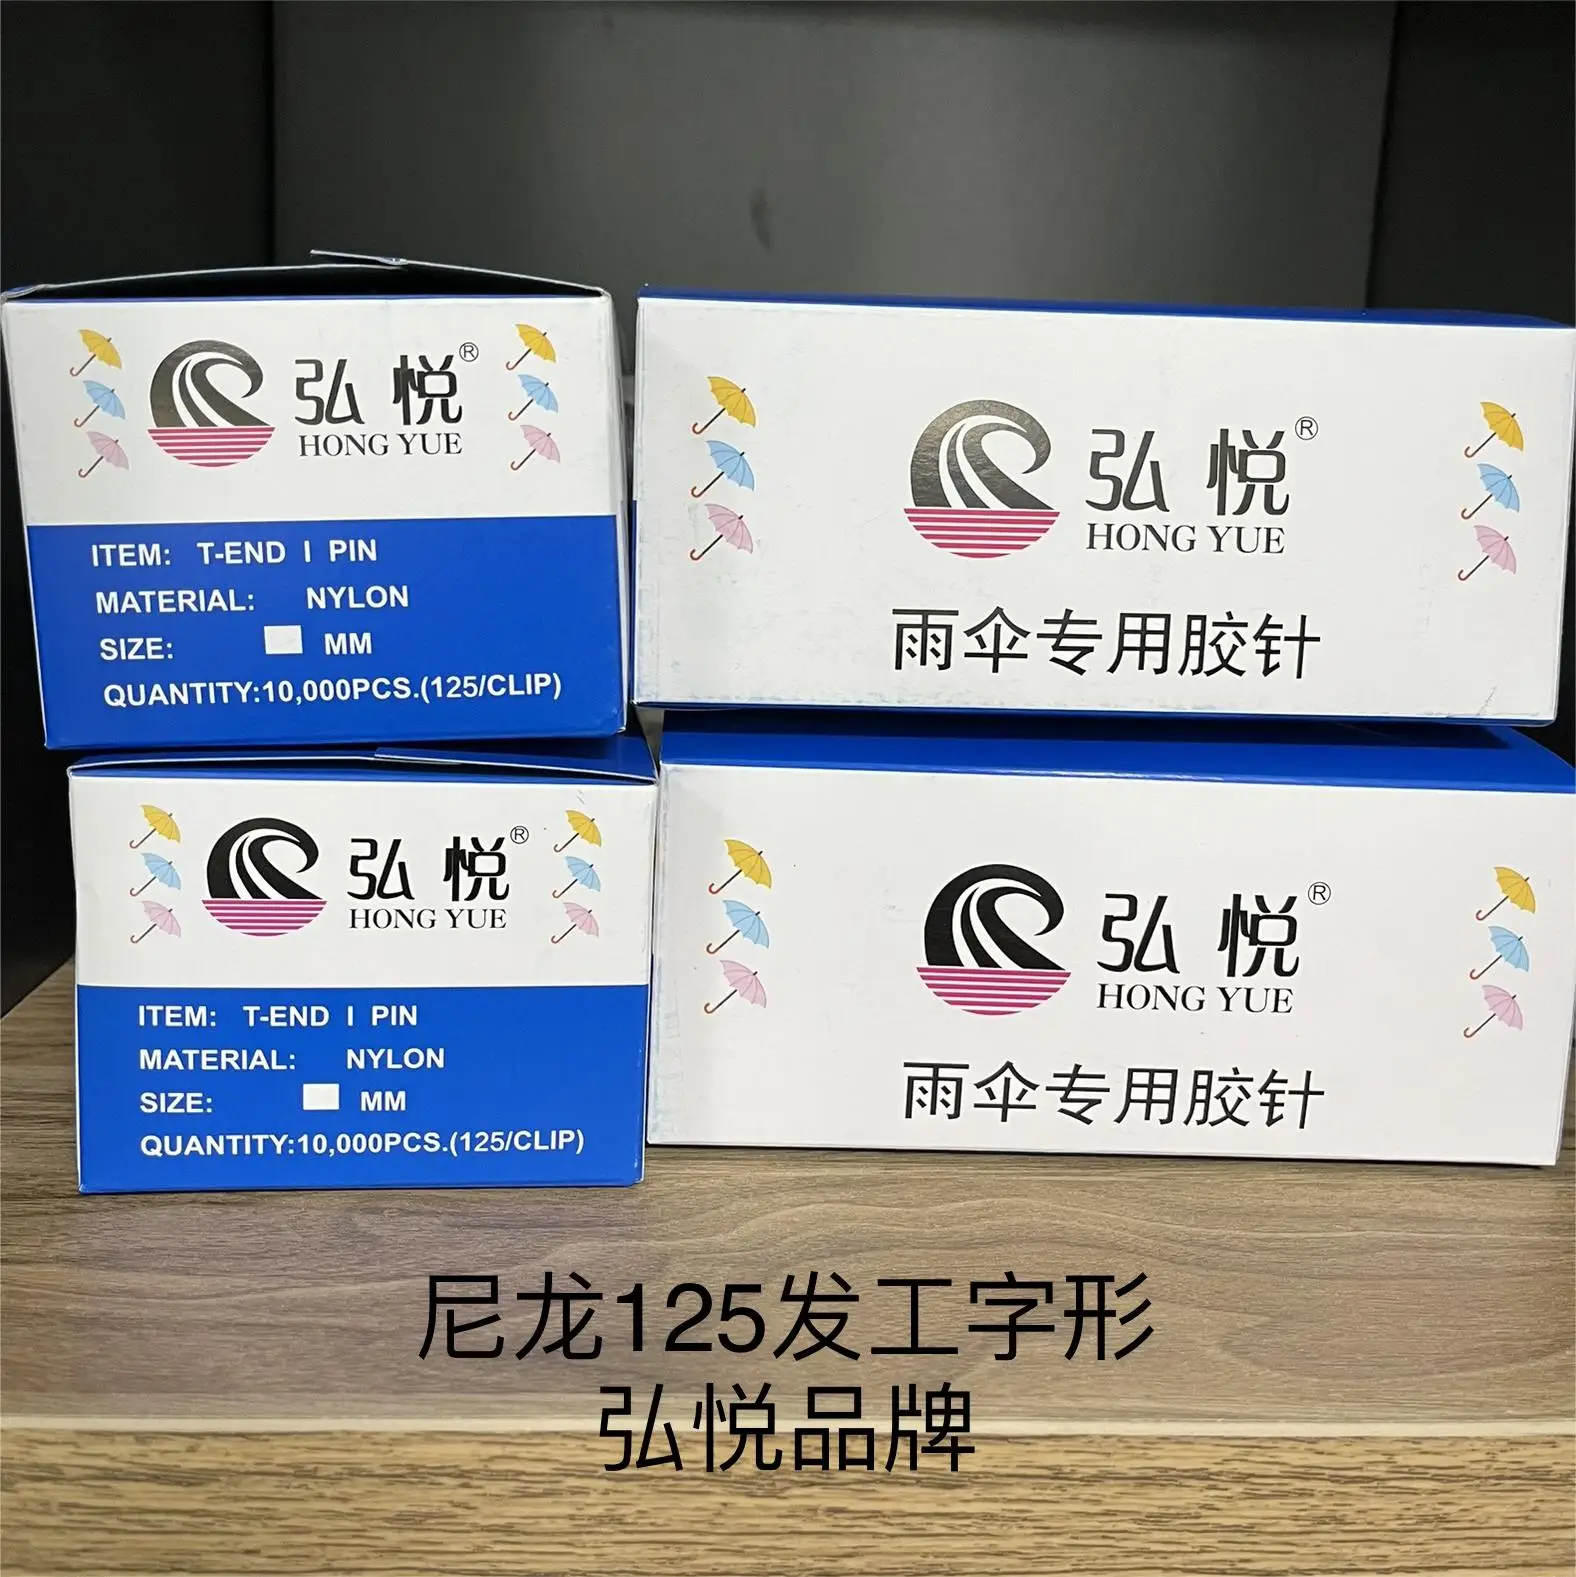 弘悦®
HONG YUE
ITEM: T-END I PIN
MATERIAL: NYLON
SIZE: MM
QUANTITY:10,000PCS.(125/CLIP)
弘悦®
HONG YUE
雨伞专用胶针
弘悦®
HONG YUE
ITEM: T-END I PIN
MATERIAL: NYLON
SIZE: MM
QUANTITY:10,000PCS.(125/CLIP)
弘悦®
HONG YUE
雨伞专用胶针
尼龙125发工字形
弘悦品牌